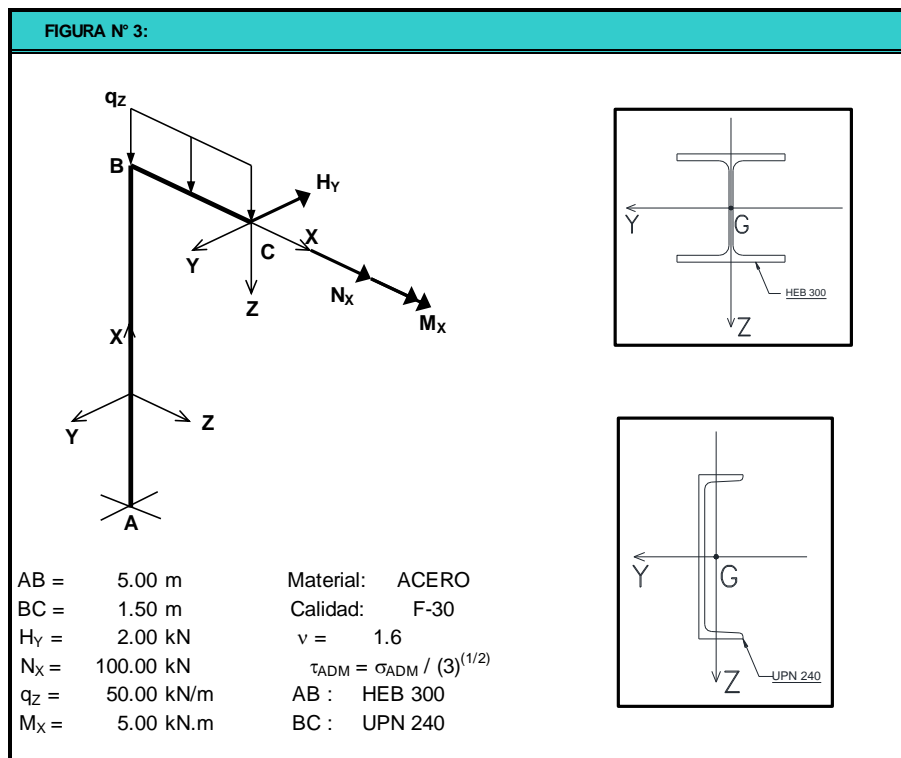 FIGURA N° 3:
qZ
B
HY
X
C
Y
Z
NX
MX
X
Y
Z
A
Y
G
HEB 300
Z
Y
G
UPN 240
Z
AB = 5.00 m Material: ACERO
BC = 1.50 m Calidad: F-30
HY = 2.00 kN ν = 1.6
NX = 100.00 kN τADM = σADM / (3)^(1/2)
qZ = 50.00 kN/m AB : HEB 300
MX = 5.00 kN.m BC : UPN 240